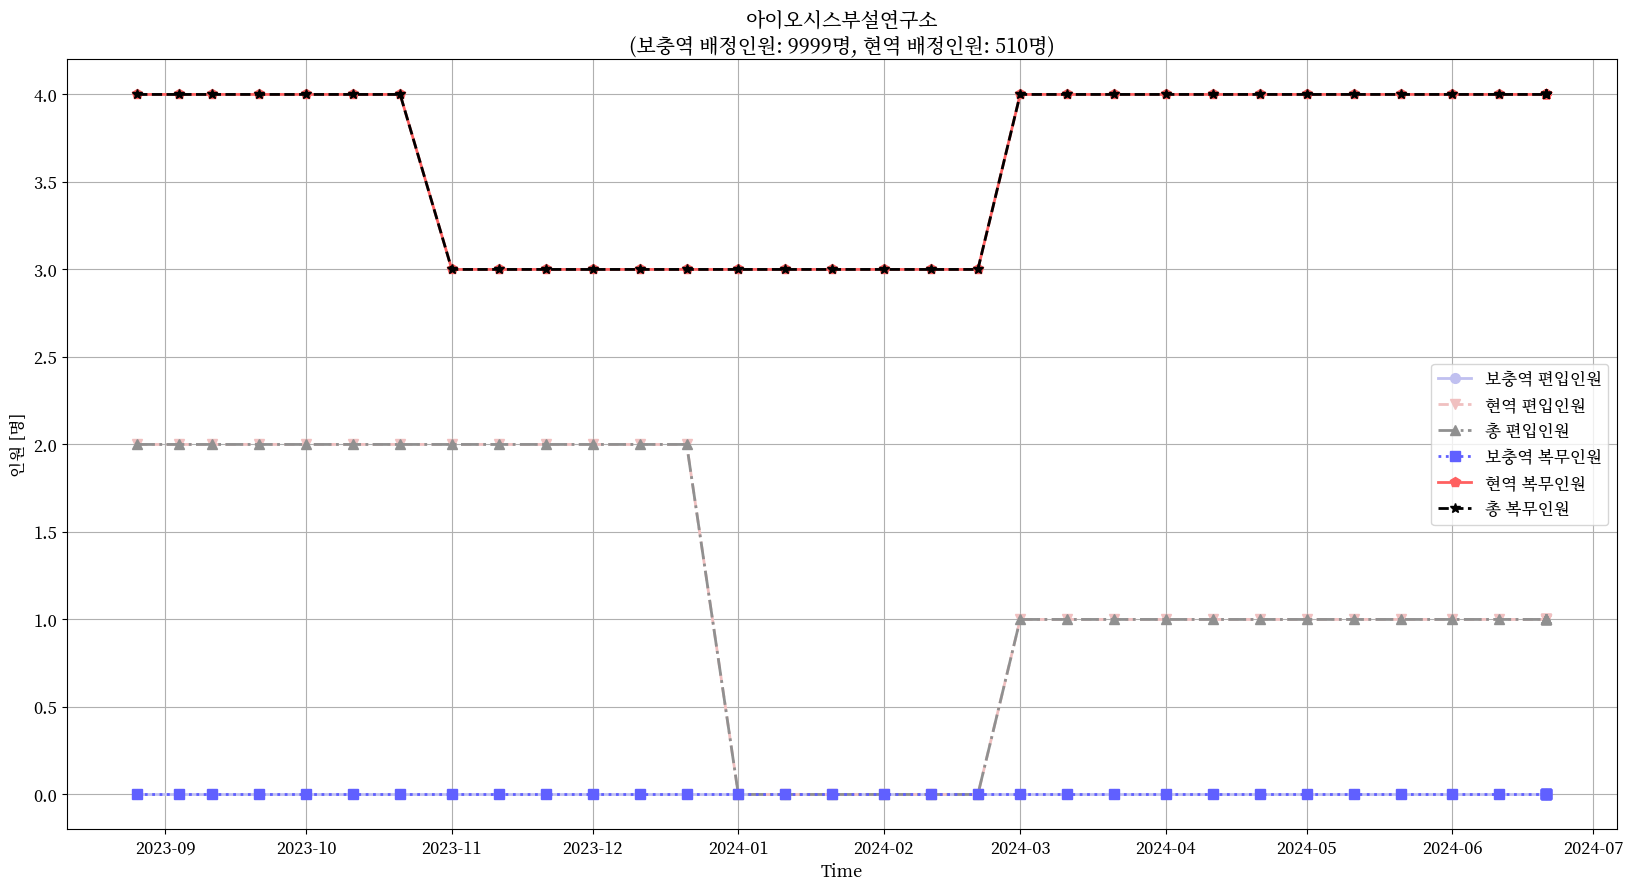 아이오시스부설연구소
(보충역 배정인원: 9999명, 현역 배정인원: 510명)
인원 [명]
4.0
3.5
3.0
2.5
2.0
1.5
1.0
0.5
0.0
보충역 편입인원
현역 편입인원
총 편입인원
보충역 복무인원
현역 복무인원
총 복무인원
2023-09
2023-10
2023-11
2023-12
2024-01
2024-02
2024-03
2024-04
2024-05
2024-06
2024-07
Time